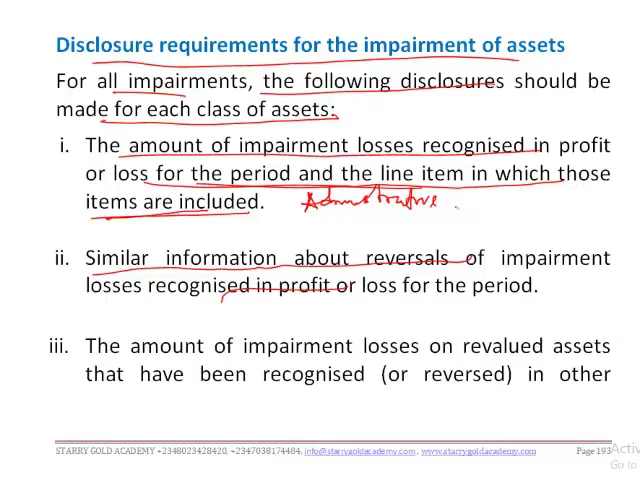 Disclosure requirements for the impairment of assets
For all impairments, the following disclosures should be
made for each class of assets:
i. The amount of impairment losses recognised in profit
or loss for the period and the line item in which those
items are included. Administrative
ii. Similar information about reversals of impairment
losses recognised in profit or loss for the period.
iii. The amount of impairment losses on revalued assets
that have been recognised (or reversed) in other
STARRY GOLD ACADEMY +2348023428420, +2347038174484, info@starrygoldacademy.com , www.starrygoldacademy.com Page 193
Activ
Go to